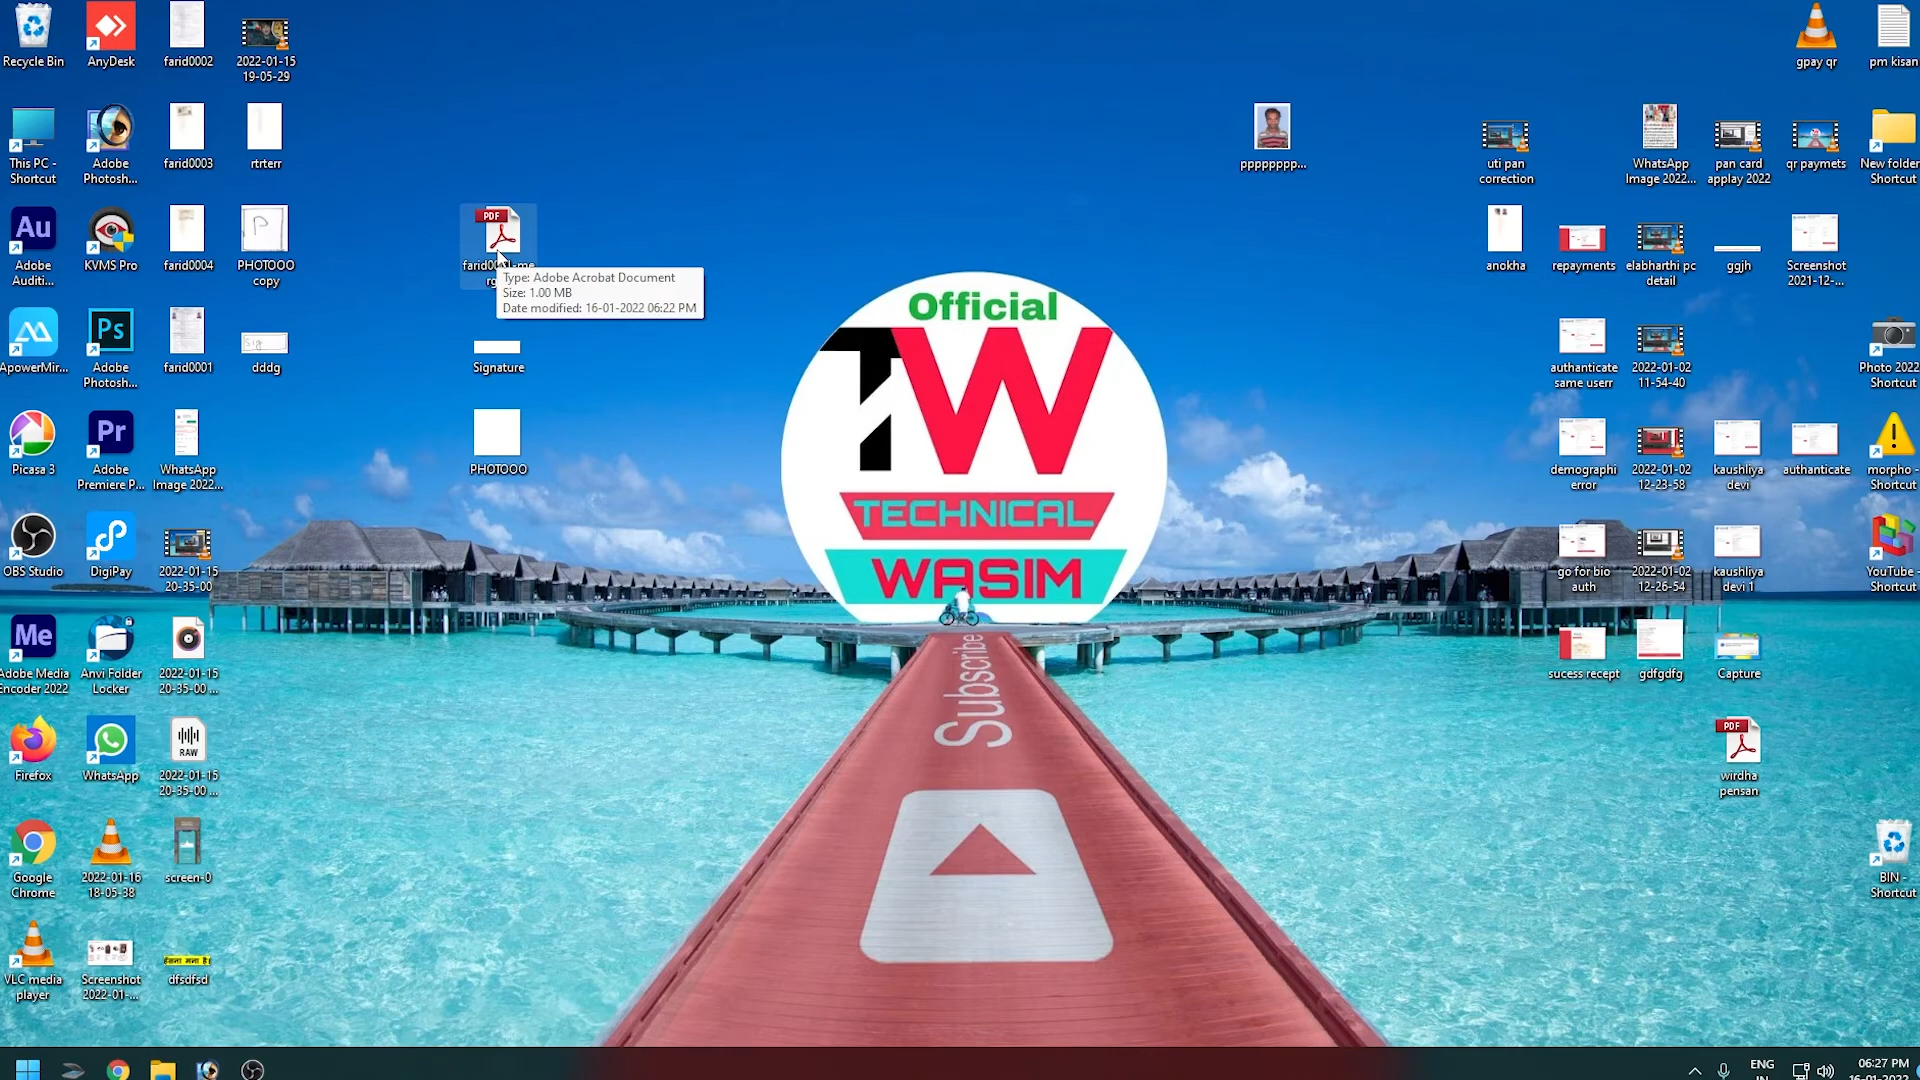 Recycle Bin
AnyDesk
farid0002
2022-01-15
19-05-29
gpay qr
pm kisan
This PC -
Shortcut
Adobe
Photosh...
farid0003
rtrterr
pppppppp...
uti pan
correction
WhatsApp
Image 2022...
pan card
applay 2022
qr paymets
New folder
Shortcut
Au
Adobe
Auditi...
KVMS Pro
farid0004
P
PHOTOOO
copy
PDF
Type: Adobe Acrobat Document
Size: 1.00 MB
Date modified: 16-01-2022 06:22 PM
anokha
repayments
elabharthi pc
detail
ggjh
Screenshot
2021-12-...
Official
TW
TECHNICAL
WASIM
Subscribe
ApowerMir...
Ps
Adobe
Photosh...
farid0001
Sig
dddg
Signature
authanticate
same userr
2022-01-02
11-54-40
Photo 2022
Shortcut
Picasa 3
Pr
Adobe
Premiere P...
WhatsApp
Image 2022...
PHOTOOO
demographi
error
2022-01-02
12-23-58
kaushliya
devi
authanticate
morpho -
Shortcut
OBS Studio
DigiPay
2022-01-15
20-35-00
go for bio
auth
2022-01-02
12-26-54
kaushliya
devi 1
YouTube -
Shortcut
Me
Adobe Media
Encoder 2022
Anvi Folder
Locker
2022-01-15
20-35-00 ...
sucess recept
gdfgdfg
Capture
Firefox
WhatsApp
RAW
2022-01-15
20-35-00 ...
PDF
wirdha
pensan
Google
Chrome
2022-01-16
18-05-38
screen-0
BIN -
Shortcut
VLC media
player
Screenshot
2022-01-...
हँसना मना है।
dfsdfsd
ENG
IN
06:27 PM
16-01-2022